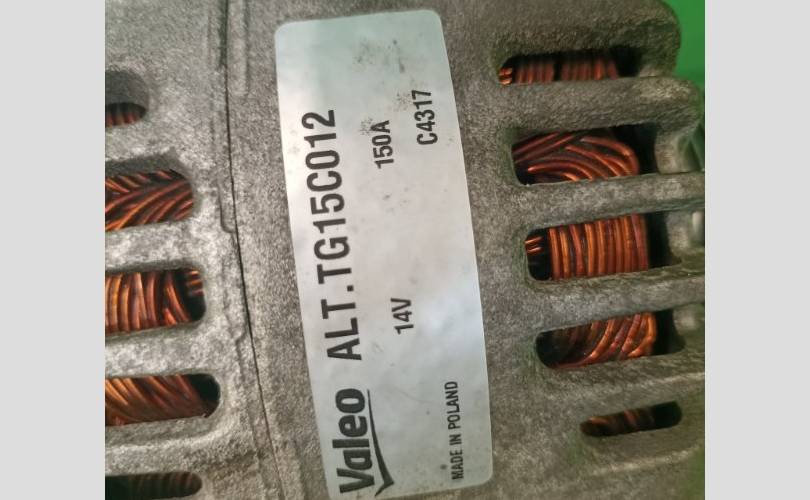 Valeo ALT.TG15C012
14V 150A
MADE IN POLAND C4317